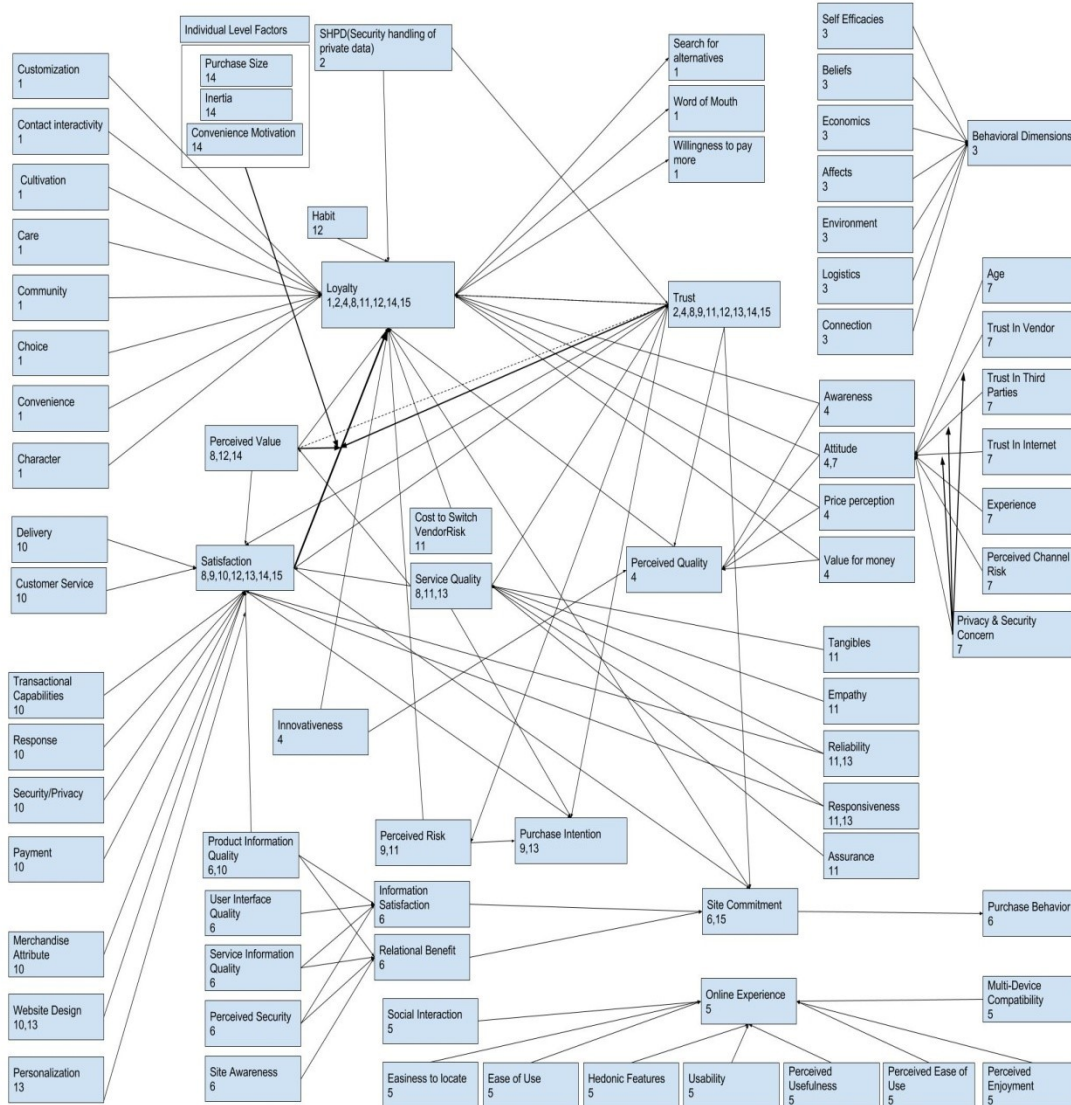 Individual Level Factors
Purchase Size
14
Inertia
14
Convenience Motivation
14
SHPD(Security handling of
private data)
2
Search for
alternatives
1
Word of Mouth
1
Willingness to pay
more
1
Self Efficacies
3
Beliefs
3
Economics
3
Affects
3
Environment
3
Logistics
3
Connection
3
Behavioral Dimensions
3
Customization
1
Contact interactivity
1
Cultivation
1
Care
1
Community
1
Choice
1
Convenience
1
Character
1
Habit
12
Loyalty
1,2,4,8,11,12,14,15
Trust
2,4,8,9,11,12,13,14,15
Age
7
Trust In Vendor
7
Trust In Third
Parties
7
Trust In Internet
7
Experience
7
Perceived Channel
Risk
7
Privacy & Security
Concern
7
Awareness
4
Attitude
4,7
Price perception
4
Value for money
4
Perceived Value
8,12,14
Delivery
10
Customer Service
10
Satisfaction
8,9,10,12,13,14,15
Cost to Switch
VendorRisk
11
Service Quality
8,11,13
Perceived Quality
4
Tangibles
11
Empathy
11
Reliability
11,13
Responsiveness
11,13
Assurance
11
Transactional
Capabilities
10
Response
10
Security/Privacy
10
Payment
10
Merchandise
Attribute
10
Website Design
10,13
Personalization
13
Innovativeness
4
Perceived Risk
9,11
Purchase Intention
9,13
Product Information
Quality
6,10
User Interface
Quality
6
Service Information
Quality
6
Perceived Security
6
Site Awareness
6
Information
Satisfaction
6
Relational Benefit
6
Site Commitment
6,15
Purchase Behavior
6
Social Interaction
5
Online Experience
5
Multi-Device
Compatibility
5
Easiness to locate
5
Ease of Use
5
Hedonic Features
5
Usability
5
Perceived
Usefulness
5
Perceived Ease of
Use
5
Perceived
Enjoyment
5